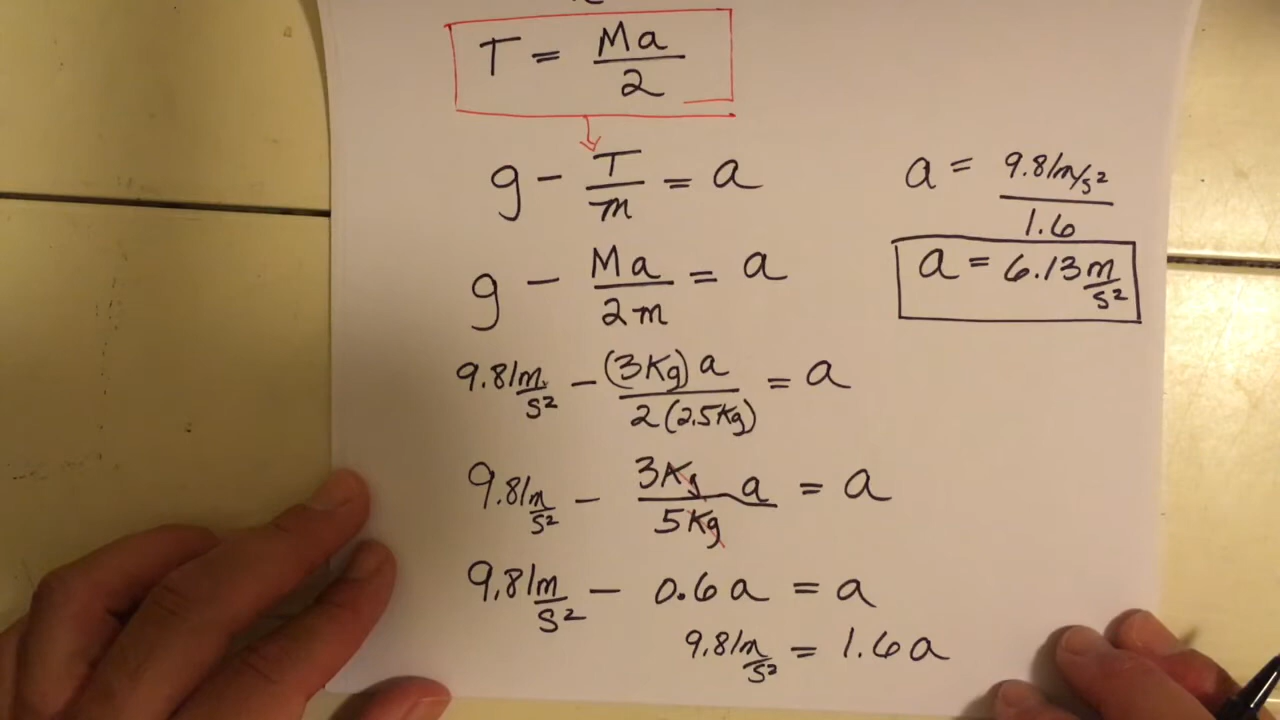 T = Ma/2
g - T/m = a
g - Ma/2m = a
9.81 m/s² - (3Kg)a/2(2.5Kg) = a
9.81 m/s² - 3Kg a/5Kg = a
9.81 m/s² - 0.6a = a
9.81 m/s² = 1.6a
a = 9.81m/s²/1.6
a = 6.13 m/s²